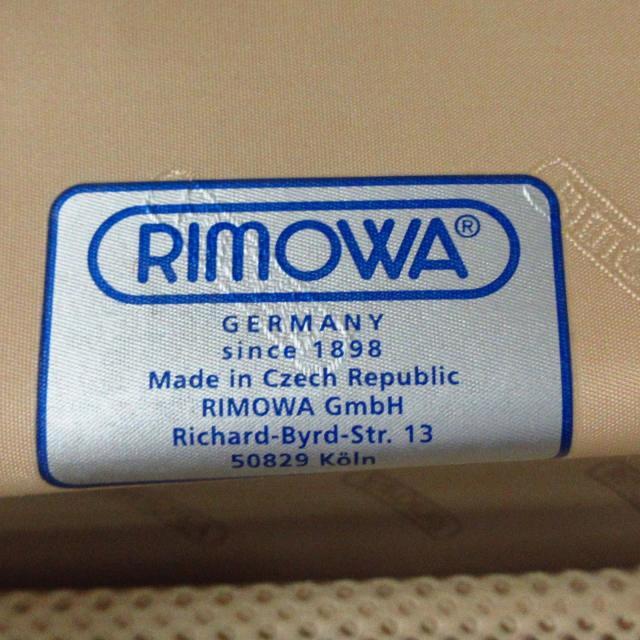 RIMOWA®
GERMANY
since 1898
Made in Czech Republic
RIMOWA GmbH
Richard-Byrd-Str. 13
50829 Köln